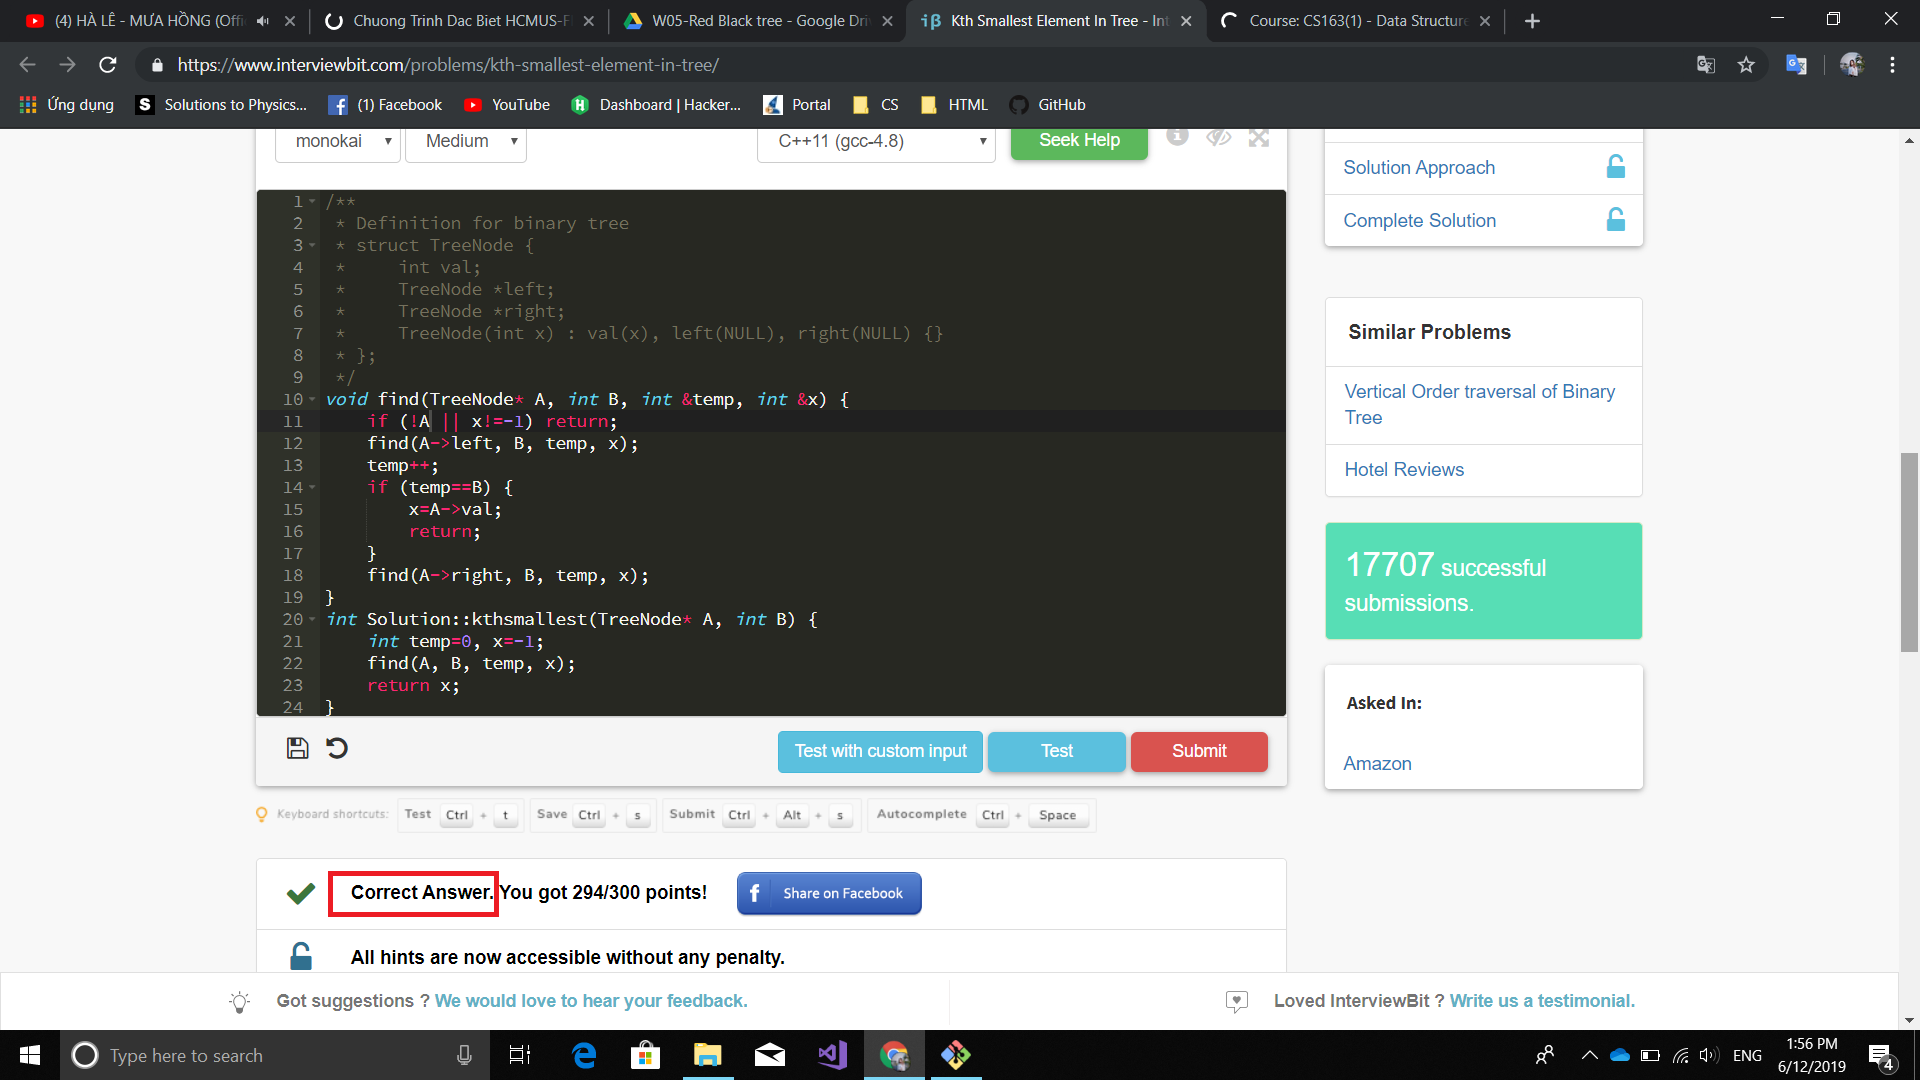 (4) HÀ LÊ - MƯA HỒNG (Offi
Chuong Trinh Dac Biet HCMUS-F
W05-Red Black tree - Google Dri
Kth Smallest Element In Tree - Int
Course: CS163(1) - Data Structure
https://www.interviewbit.com/problems/kth-smallest-element-in-tree/
Ứng dụng
Solutions to Physics...
(1) Facebook
YouTube
Dashboard | Hacker...
Portal
CS
HTML
GitHub
monokai
Medium
C++11 (gcc-4.8)
Seek Help
1 /**
2 * Definition for binary tree
3 * struct TreeNode {
4 *     int val;
5 *     TreeNode *left;
6 *     TreeNode *right;
7 *     TreeNode(int x) : val(x), left(NULL), right(NULL) {}
8 * };
9 */
10 void find(TreeNode* A, int B, int &temp, int &x) {
11     if (!A || x!=-1) return;
12     find(A->left, B, temp, x);
13     temp++;
14     if (temp==B) {
15         x=A->val;
16         return;
17     }
18     find(A->right, B, temp, x);
19 }
20 int Solution::kthsmallest(TreeNode* A, int B) {
21     int temp=0, x=-1;
22     find(A, B, temp, x);
23     return x;
24 }
Test with custom input
Test
Submit
Keyboard shortcuts: Test Ctrl + t Save Ctrl + s Submit Ctrl + Alt + s Autocomplete Ctrl + Space
Correct Answer. You got 294/300 points!
f Share on Facebook
All hints are now accessible without any penalty.
Solution Approach
Complete Solution
Similar Problems
Vertical Order traversal of Binary
Tree
Hotel Reviews
17707 successful
submissions.
Asked In:
Amazon
Got suggestions ? We would love to hear your feedback.
Loved InterviewBit ? Write us a testimonial.
Type here to search
ENG
1:56 PM
6/12/2019
4